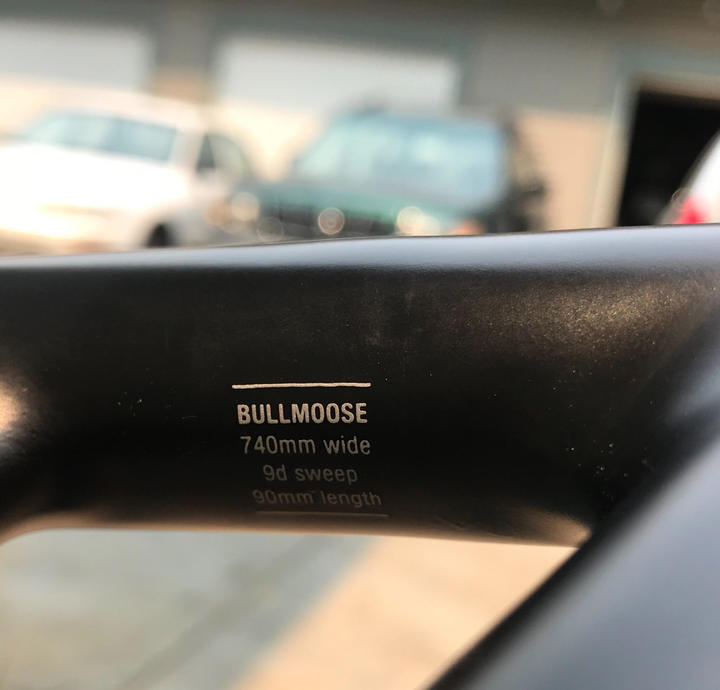 BULLMOOSE
740mm wide
9d sweep
90mm length